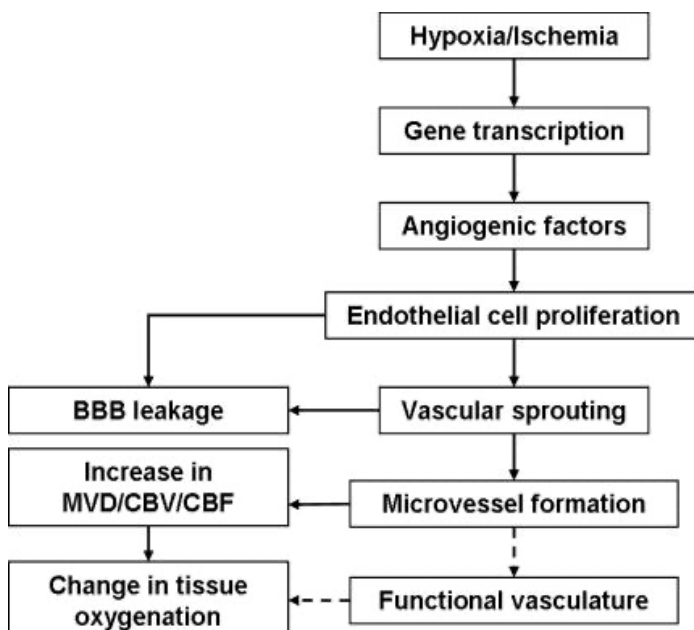 Hypoxia/Ischemia
Gene transcription
Angiogenic factors
Endothelial cell proliferation
BBB leakage
Vascular sprouting
Increase in
MVD/CBV/CBF
Microvessel formation
Change in tissue
oxygenation
Functional vasculature